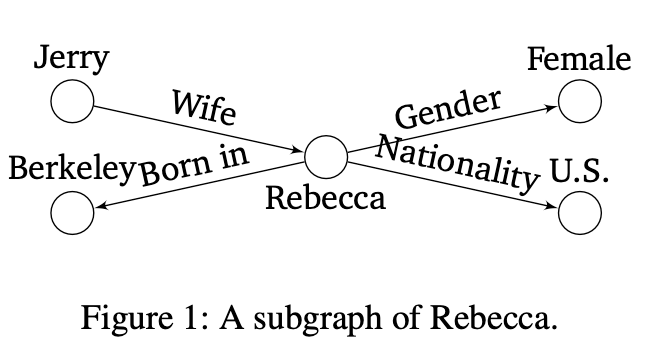 Jerry
Female
Wife
Gender
Berkeley
Born in
Nationality
U.S.
Rebecca
Figure 1: A subgraph of Rebecca.